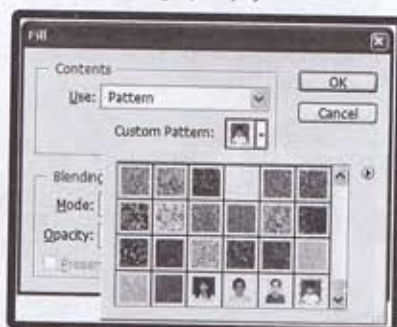 Fill
Contents
Use: Pattern
OK
Cancel
Custom Pattern:
Blending
Mode:
Opacity: